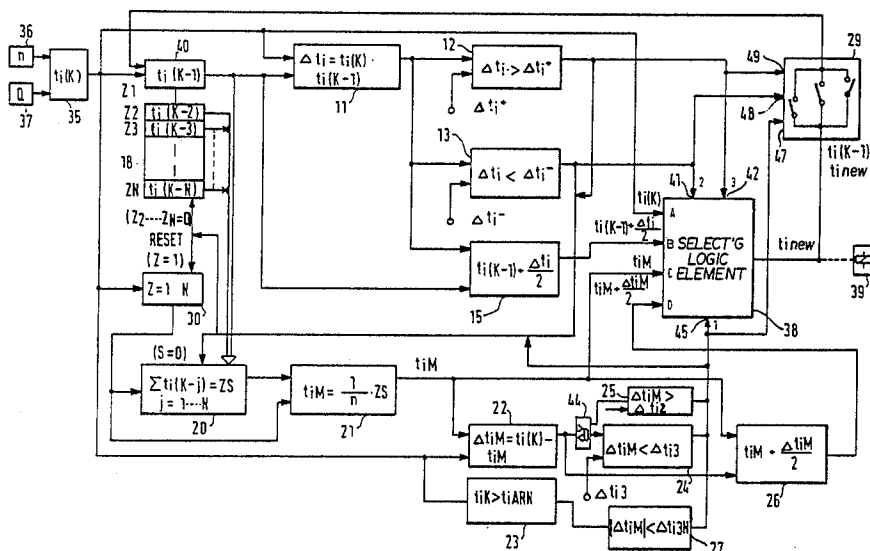 36
n
Q
37
ti(K)
35
40
ti(K-1)
Z1
Z2
ti(K-2)
Z3
ti(K-3)
18
ZN
ti(K-N)
(Z2----ZN=0)
RESET
(Z=1)
Z=1 N
30
Δti=ti(K)-
ti(K-1)
11
12
Δti>Δti+
Δti+
13
Δti<Δti-
Δti-
ti(K-1)+Δti/2
15
41
2
3
42
ti(K)
A
ti(K-1)+Δti/2
B
tiM
C
tiM+ΔtiM/2
D
SELECT'G
LOGIC
ELEMENT
45
1
38
tinew
39
29
49
48
47
ti(K-1)
tinew
(S=0)
∑ti(K-j)=ZS
j=1----N
20
tiM=1/n·ZS
21
tiM
22
ΔtiM=ti(K)-
tiM
44
25
ΔtiM>
Δti2
ΔtiM<Δti3
24
Δti3
tiM+ΔtiM/2
26
tiK>tiARN
23
|ΔtiM|<Δti3N
27